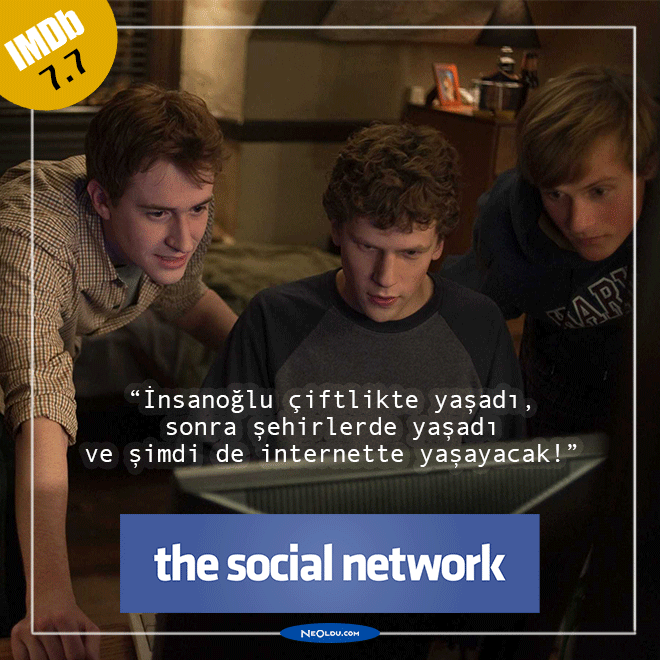 IMDb
7.7
HARV
“İnsanoğlu çiftlikte yaşadı,
sonra şehirlerde yaşadı
ve şimdi de internette yaşayacak!”
the social network
NEOLDU.COM